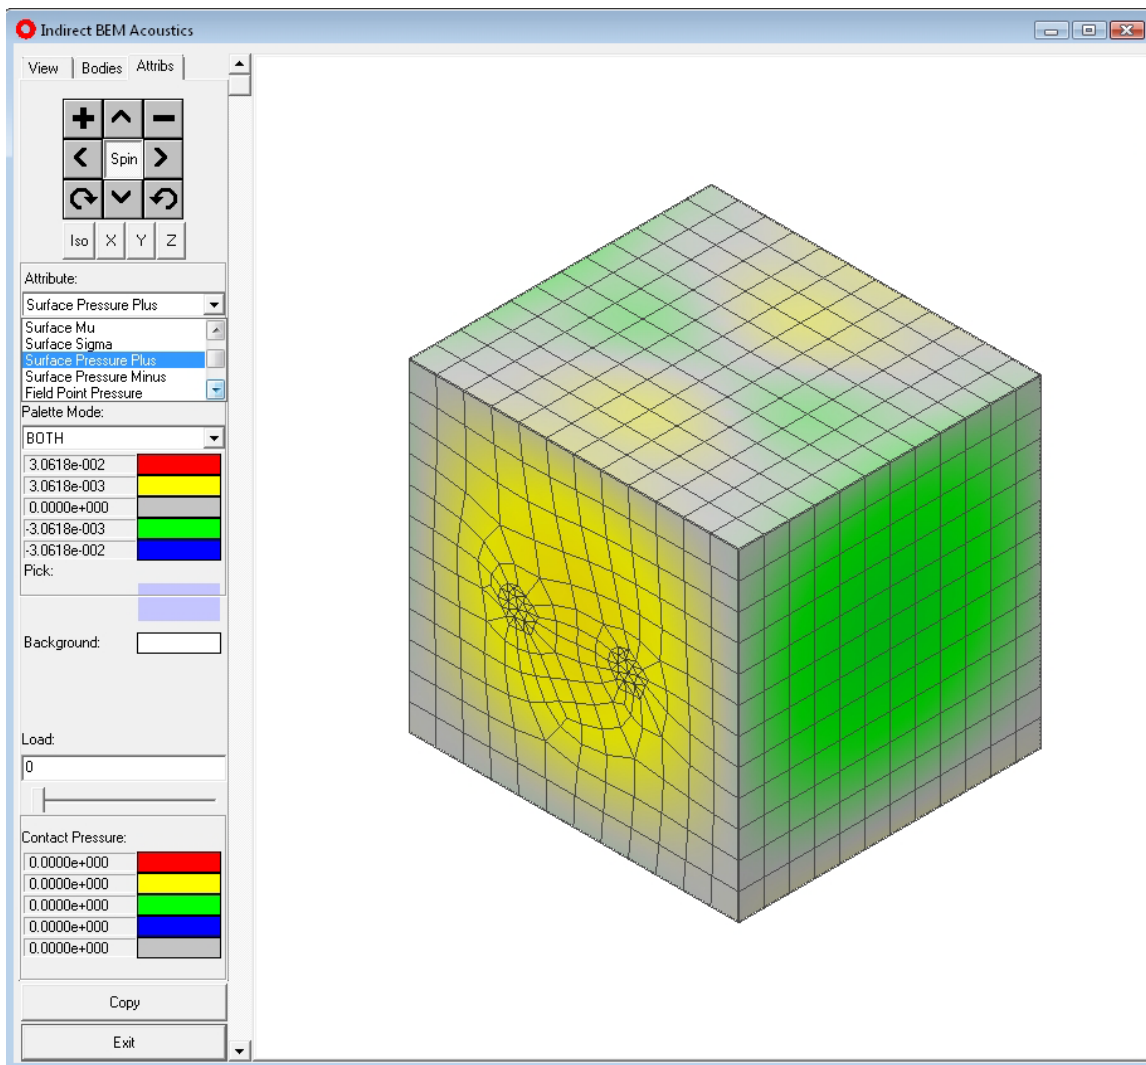 Indirect BEM Acoustics
View
Bodies
Attribs
Spin
Iso
X
Y
Z
Attribute:
Surface Pressure Plus
Surface Mu
Surface Sigma
Surface Pressure Plus
Surface Pressure Minus
Field Point Pressure
Palette Mode:
BOTH
3.0618e-002
3.0618e-003
0.0000e+000
-3.0618e-003
-3.0618e-002
Pick:
Background:
Load:
0
Contact Pressure:
0.0000e+000
0.0000e+000
0.0000e+000
0.0000e+000
0.0000e+000
Copy
Exit